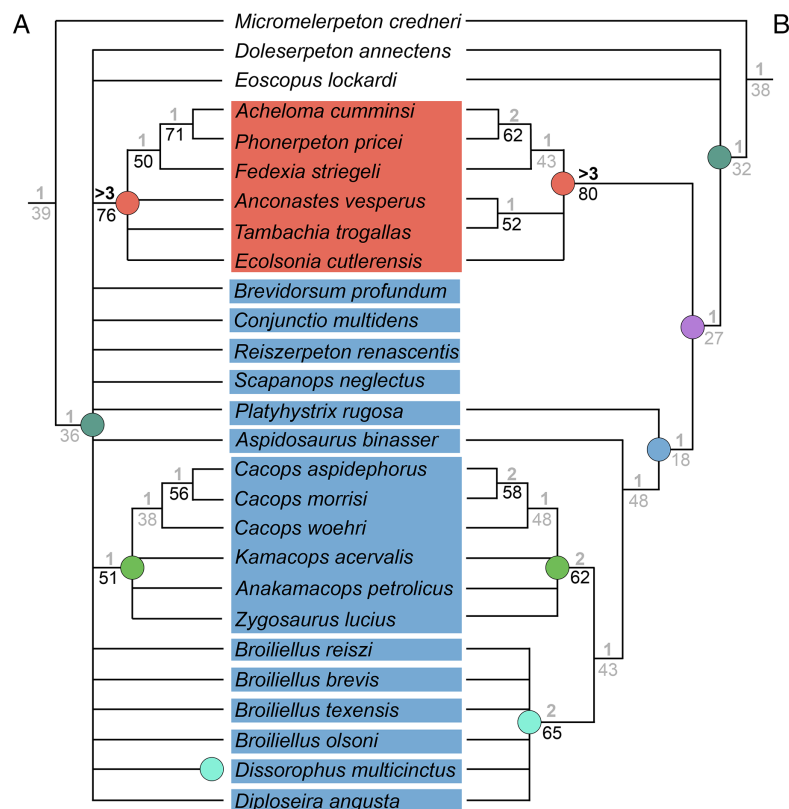 A
B
Micromelerpeton credneri
Doleserpeton annectens
Eoscopus lockardi
Acheloma cumminsi
Phonerpeton pricei
Fedexia striegeli
Anconastes vesperus
Tambachia trogallas
Ecolsonia cutlerensis
Brevidorsum profundum
Conjunctio multidens
Reiszerpeton renascentis
Scapanops neglectus
Platyhystrix rugosa
Aspidosaurus binasser
Cacops aspidephorus
Cacops morrisi
Cacops woehri
Kamacops acervalis
Anakamacops petrolicus
Zygosaurus lucius
Broiliellus reiszi
Broiliellus brevis
Broiliellus texensis
Broiliellus olsoni
Dissorophus multicinctus
Diploseira angusta
1
39
1
36
>3
76
1
50
1
71
1
51
1
38
1
56
1
38
1
32
2
62
1
43
>3
80
1
52
1
27
1
18
1
48
2
58
1
48
2
62
1
43
2
65